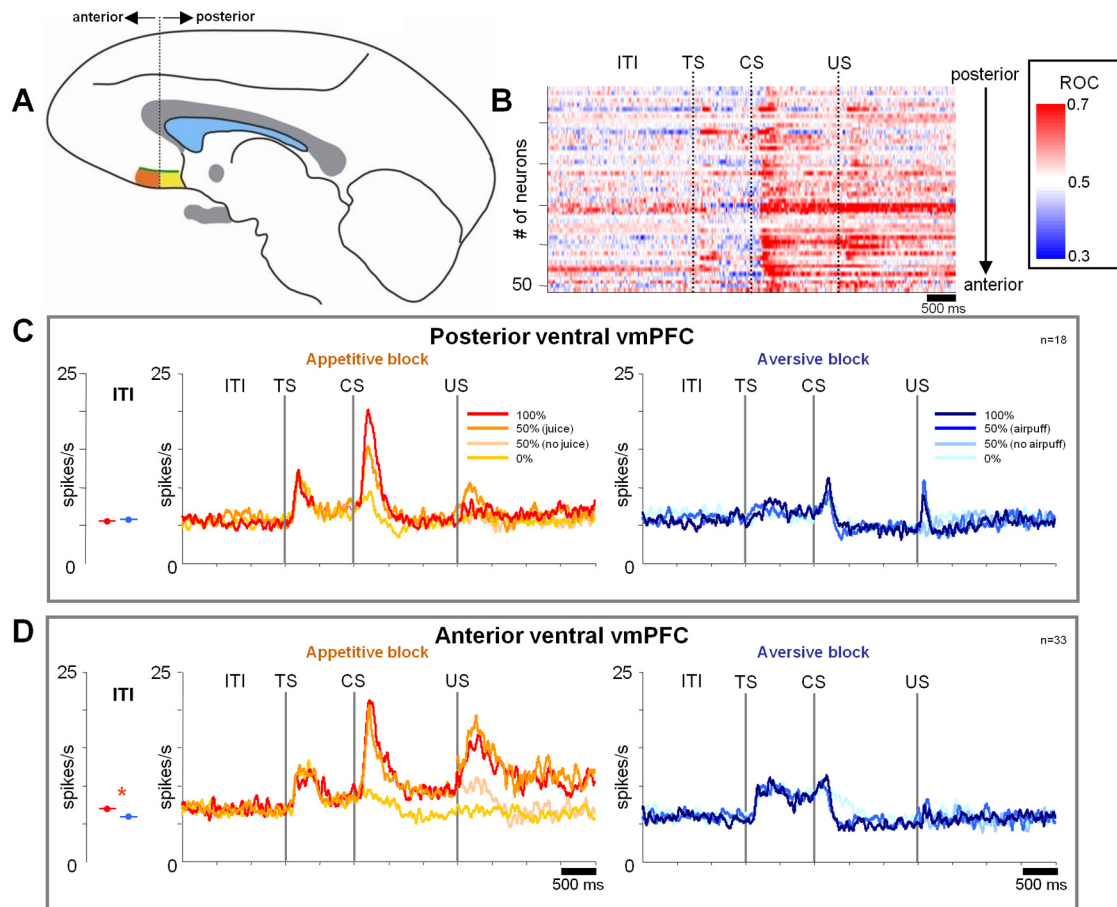 anterior posterior
A
B
ITI TS CS US
# of neurons
50
500 ms
posterior
anterior
ROC
0.7
0.5
0.3
C
Posterior ventral vmPFC
n=18
Appetitive block
Aversive block
25
ITI
spikes/s
0
25
spikes/s
0
ITI TS CS US
100%
50% (juice)
50% (no juice)
0%
25
spikes/s
0
ITI TS CS US
100%
50% (airpuff)
50% (no airpuff)
0%
D
Anterior ventral vmPFC
n=33
Appetitive block
Aversive block
25
ITI
spikes/s
*
0
25
spikes/s
0
ITI TS CS US
500 ms
25
spikes/s
0
ITI TS CS US
500 ms